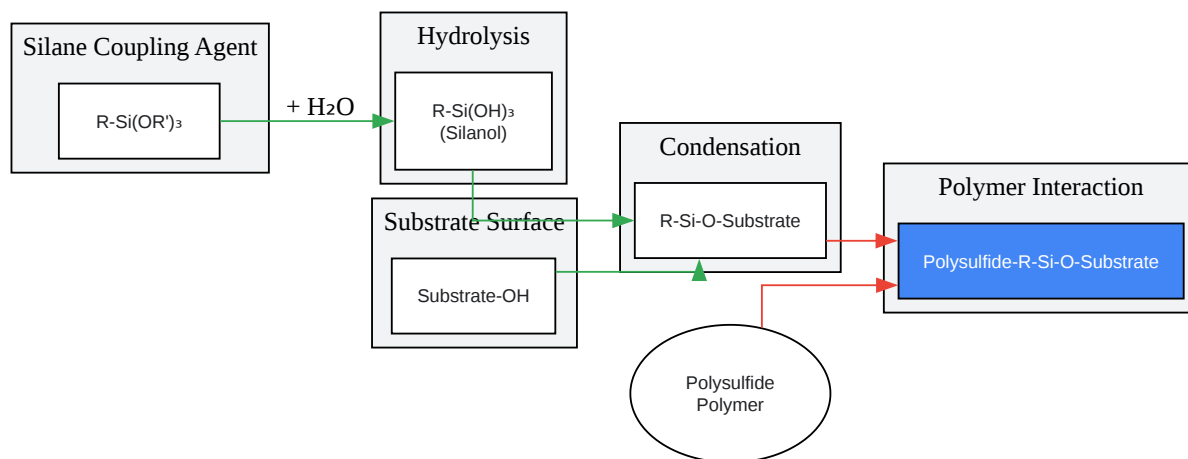 Silane Coupling Agent
R-Si(OR')₃
+ H₂O
Hydrolysis
R-Si(OH)₃
(Silanol)
Substrate Surface
Substrate-OH
Condensation
R-Si-O-Substrate
Polymer Interaction
Polysulfide-R-Si-O-Substrate
Polysulfide
Polymer